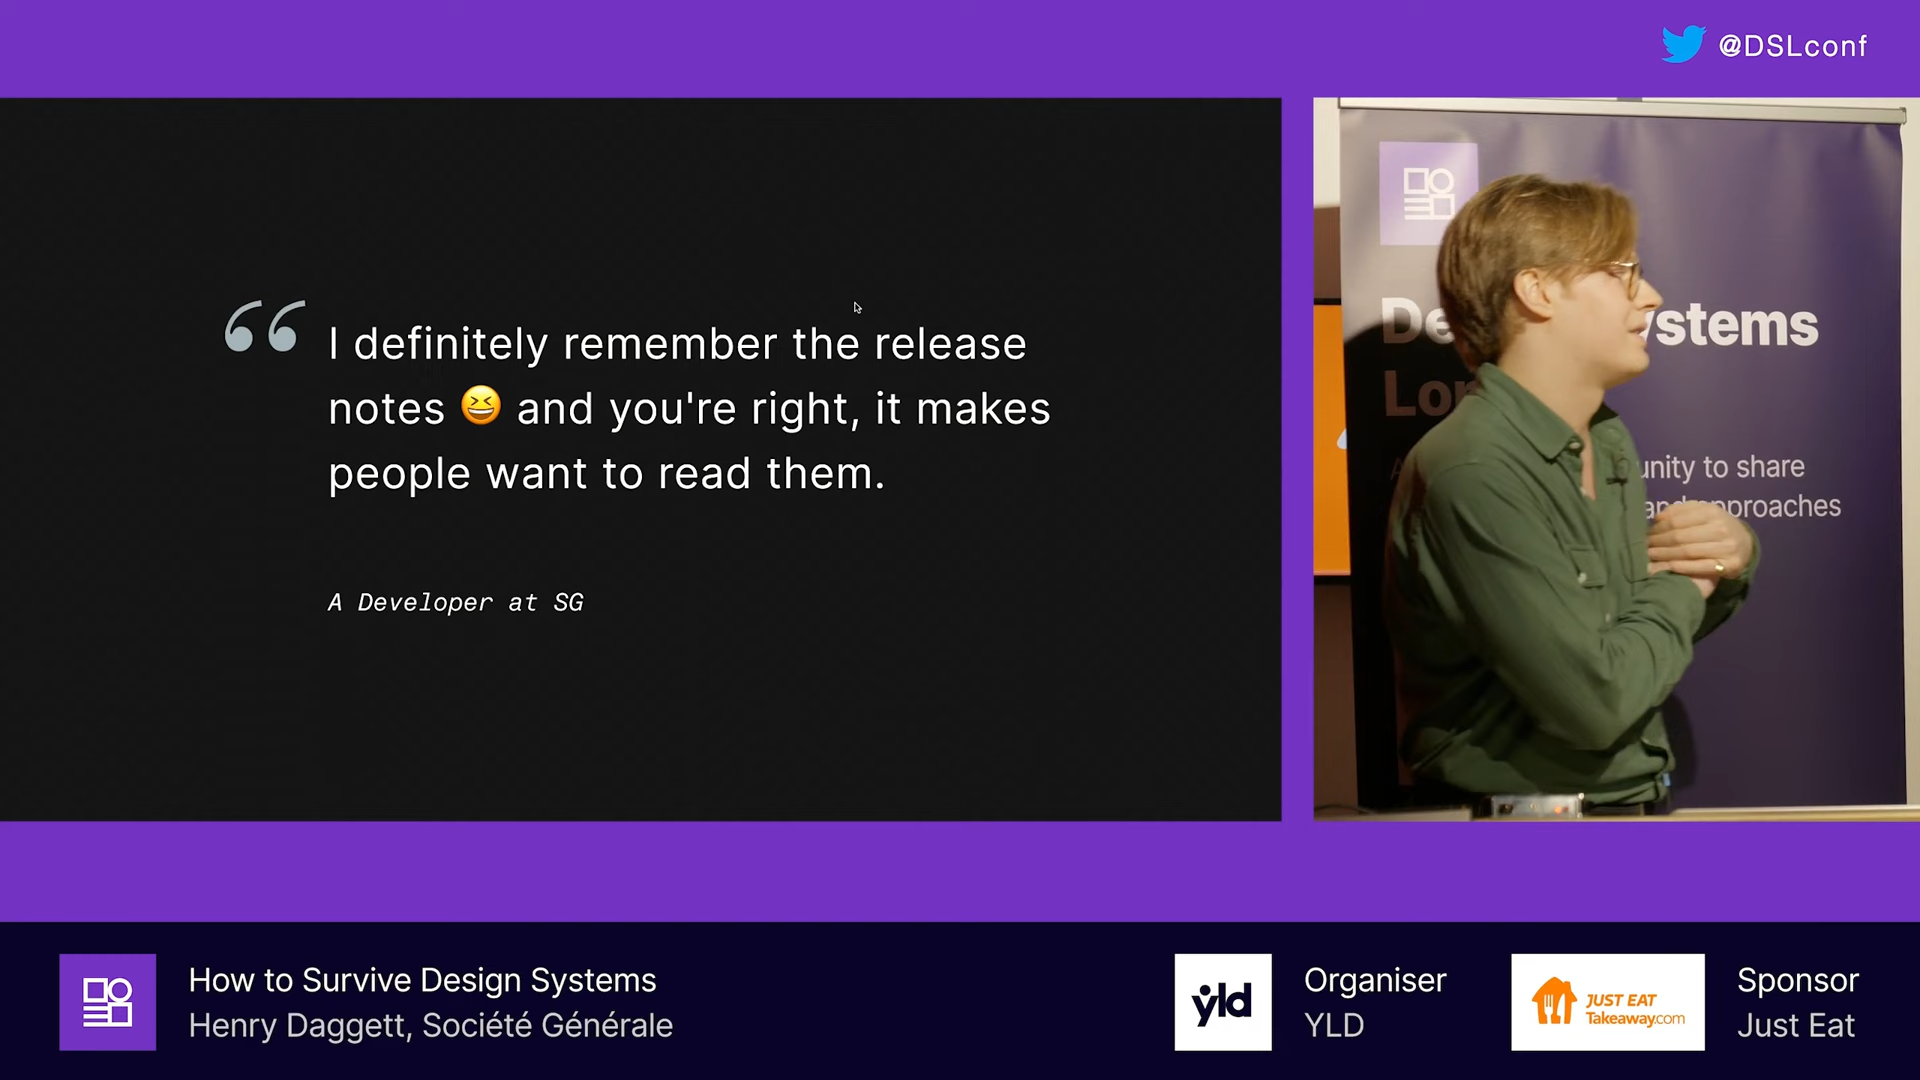 @DSLconf
“
I definitely remember the release
notes 😆 and you're right, it makes
people want to read them.
A Developer at SG
ystems
unity to share
approaches
How to Survive Design Systems
Henry Daggett, Société Générale
yld
Organiser
YLD
JUST EAT
Takeaway.com
Sponsor
Just Eat